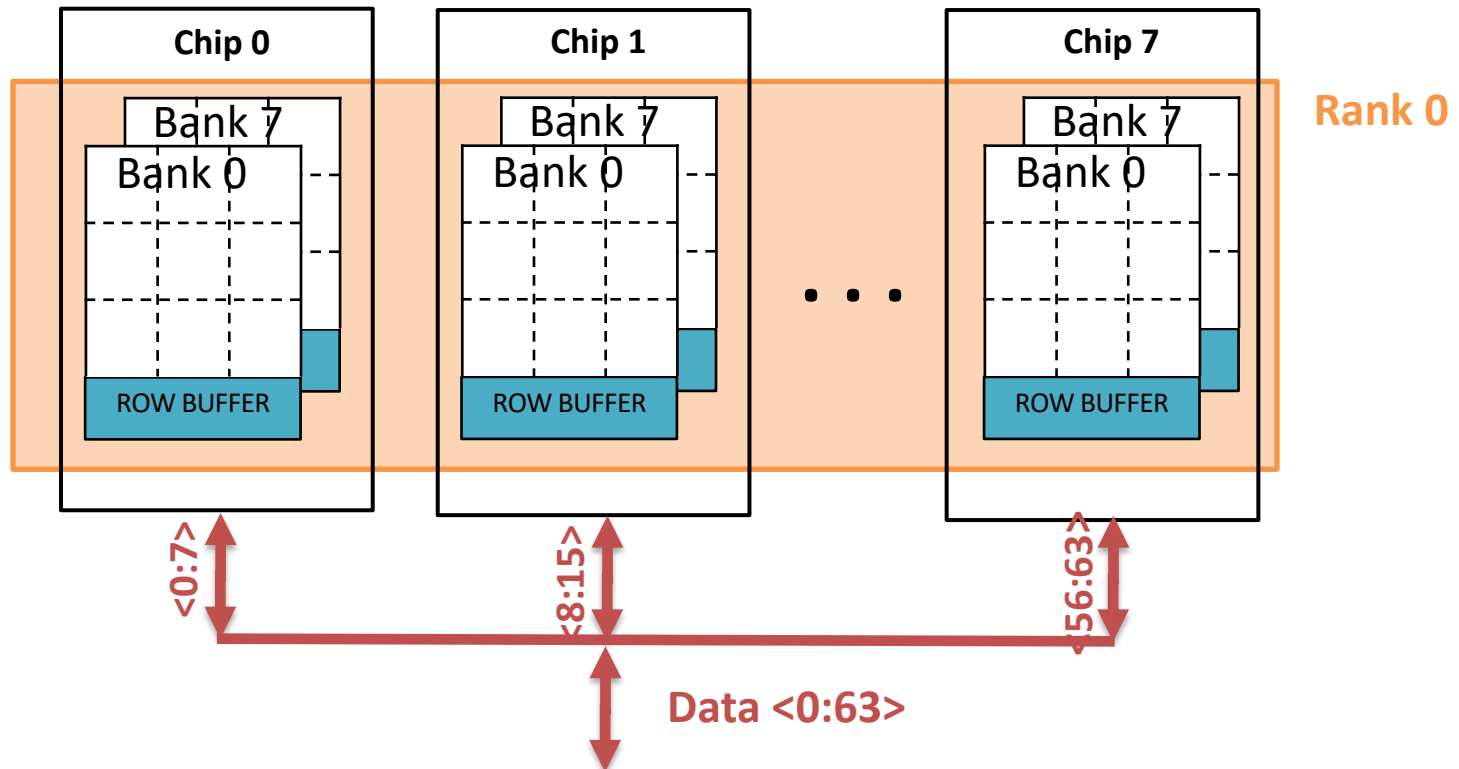 Chip 0
Chip 1
Chip 7
Rank 0
Bank 7
Bank 7
Bank 7
Bank 0
Bank 0
Bank 0
. . .
ROW BUFFER
ROW BUFFER
ROW BUFFER
<0:7>
<8:15>
<56:63>
Data <0:63>